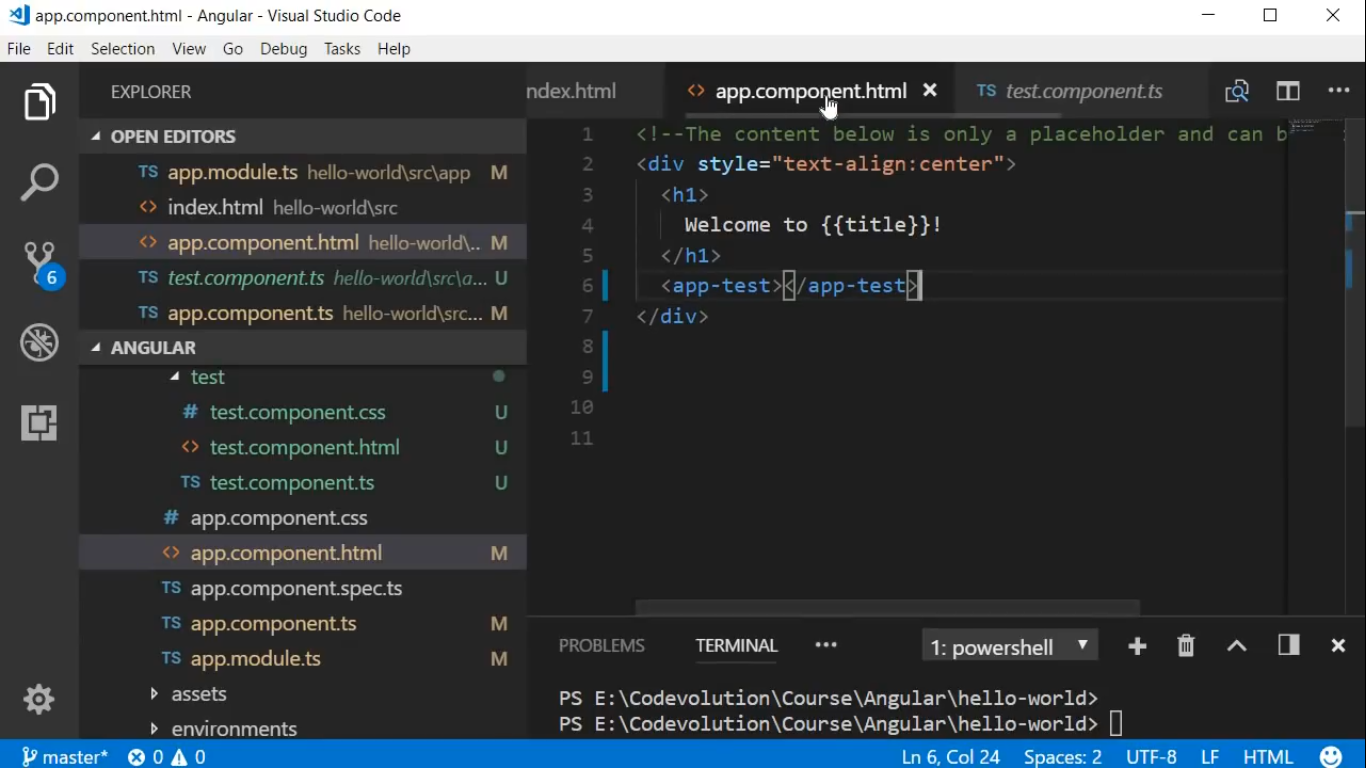 app.component.html - Angular - Visual Studio Code
File Edit Selection View Go Debug Tasks Help
EXPLORER
OPEN EDITORS
TS app.module.ts hello-world\src\app M
<> index.html hello-world\src
<> app.component.html hello-world\.. M
TS test.component.ts hello-world\src\a... U
TS app.component.ts hello-world\src... M
ANGULAR
test
# test.component.css U
<> test.component.html U
TS test.component.ts U
# app.component.css
<> app.component.html M
TS app.component.spec.ts
TS app.component.ts M
TS app.module.ts M
assets
environments
6
ndex.html <> app.component.html TS test.component.ts
1 <!--The content below is only a placeholder and can b
2 <div style="text-align:center">
3 <h1>
4 Welcome to {{title}}!
5 </h1>
6 <app-test></app-test>
7 </div>
8
9
10
11
PROBLEMS TERMINAL ... 1: powershell
PS E:\Codevolution\Course\Angular\hello-world>
PS E:\Codevolution\Course\Angular\hello-world>
master* 0 0 Ln 6, Col 24 Spaces: 2 UTF-8 LF HTML